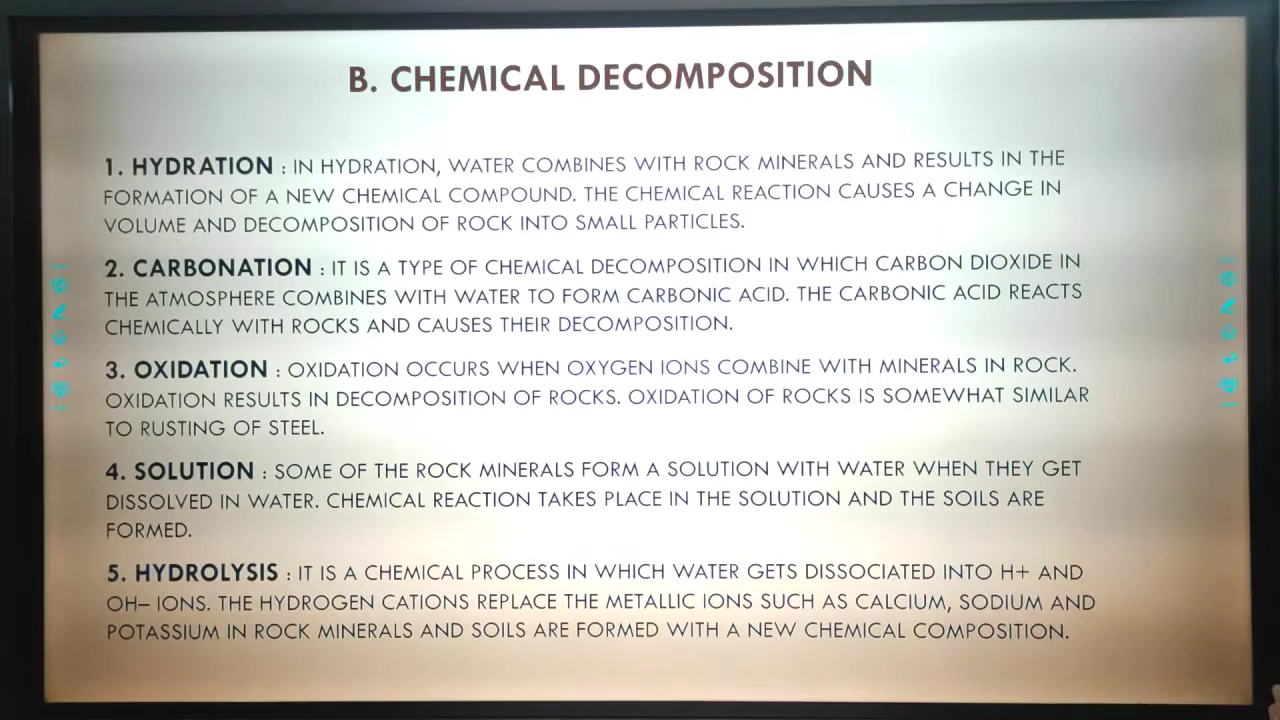 B. CHEMICAL DECOMPOSITION
1. HYDRATION : IN HYDRATION, WATER COMBINES WITH ROCK MINERALS AND RESULTS IN THE
FORMATION OF A NEW CHEMICAL COMPOUND. THE CHEMICAL REACTION CAUSES A CHANGE IN
VOLUME AND DECOMPOSITION OF ROCK INTO SMALL PARTICLES.
2. CARBONATION : IT IS A TYPE OF CHEMICAL DECOMPOSITION IN WHICH CARBON DIOXIDE IN
THE ATMOSPHERE COMBINES WITH WATER TO FORM CARBONIC ACID. THE CARBONIC ACID REACTS
CHEMICALLY WITH ROCKS AND CAUSES THEIR DECOMPOSITION.
3. OXIDATION : OXIDATION OCCURS WHEN OXYGEN IONS COMBINE WITH MINERALS IN ROCK.
OXIDATION RESULTS IN DECOMPOSITION OF ROCKS. OXIDATION OF ROCKS IS SOMEWHAT SIMILAR
TO RUSTING OF STEEL.
4. SOLUTION : SOME OF THE ROCK MINERALS FORM A SOLUTION WITH WATER WHEN THEY GET
DISSOLVED IN WATER. CHEMICAL REACTION TAKES PLACE IN THE SOLUTION AND THE SOILS ARE
FORMED.
5. HYDROLYSIS : IT IS A CHEMICAL PROCESS IN WHICH WATER GETS DISSOCIATED INTO H+ AND
OH– IONS. THE HYDROGEN CATIONS REPLACE THE METALLIC IONS SUCH AS CALCIUM, SODIUM AND
POTASSIUM IN ROCK MINERALS AND SOILS ARE FORMED WITH A NEW CHEMICAL COMPOSITION.